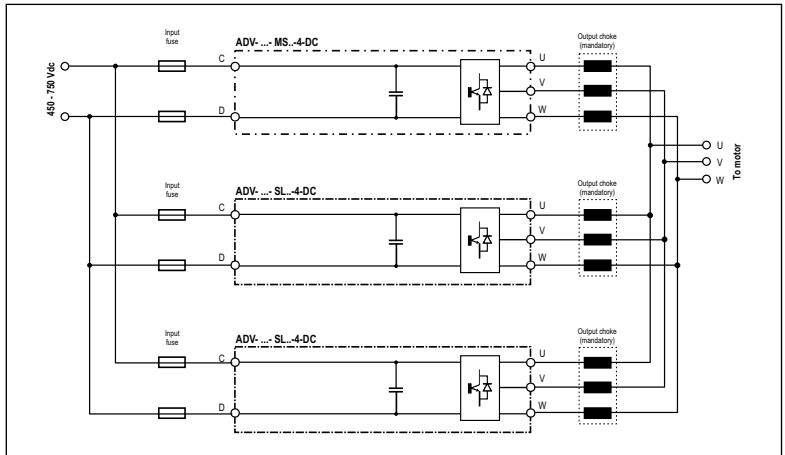 Input
fuse
ADV- ...- MS..-4-DC
Output choke
(mandatory)
C
U
V
450 - 750 Vdc
D
W
U
V
W
To motor
Input
fuse
ADV- ...- SL..-4-DC
Output choke
(mandatory)
C
U
V
D
W
Input
fuse
ADV- ...- SL..-4-DC
Output choke
(mandatory)
C
U
V
D
W